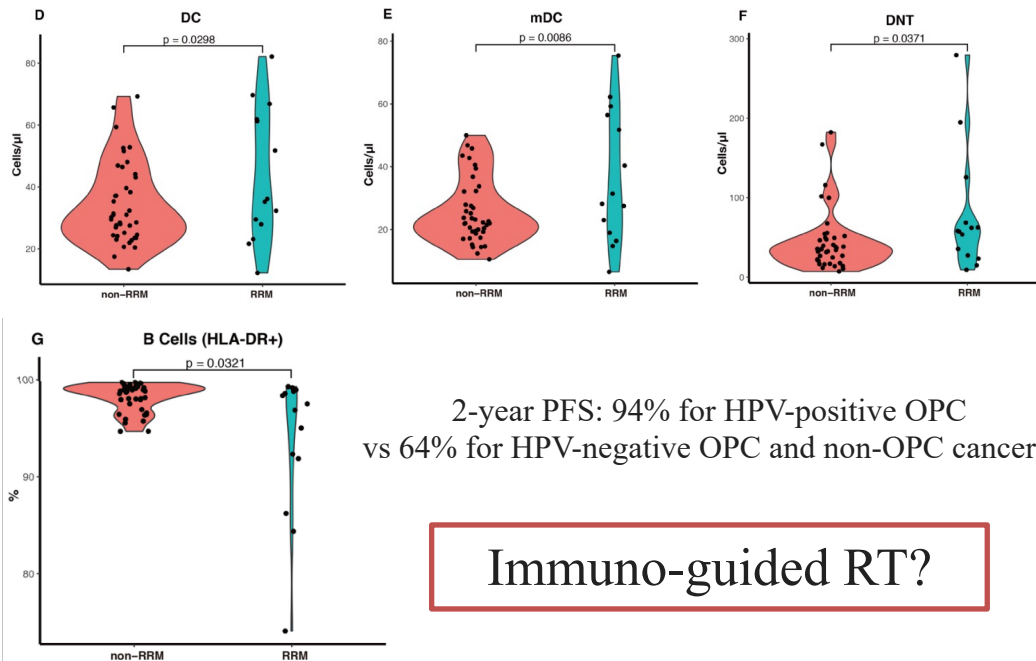 D
DC
p = 0.0298
80
60
40
20
Cells/µl
non−RRM
RRM
E
mDC
p = 0.0086
80
60
40
20
Cells/µl
non−RRM
RRM
F
DNT
p = 0.0371
300
200
100
0
Cells/µl
non−RRM
RRM
G
B Cells (HLA-DR+)
p = 0.0321
100
90
80
%
non−RRM
RRM
2-year PFS: 94% for HPV-positive OPC
vs 64% for HPV-negative OPC and non-OPC cancer
Immuno-guided RT?